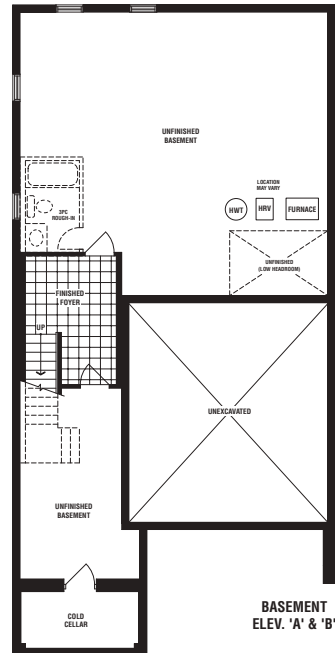 UNFINISHED
BASEMENT
LOCATION
MAY VARY
HWT
HRV
FURNACE
3PC
ROUGH-IN
UNFINISHED
(LOW HEADROOM)
FINISHED
FOYER
UP
UNEXCAVATED
UNFINISHED
BASEMENT
COLD
CELLAR
BASEMENT
ELEV. 'A' & 'B'